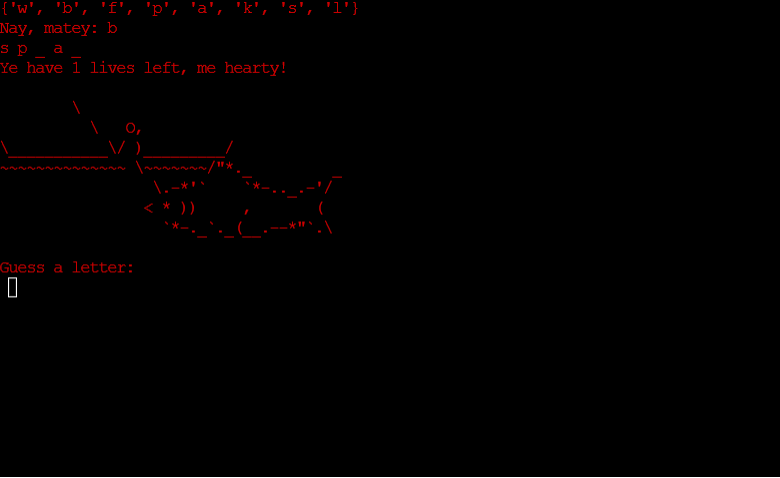 {'w', 'b', 'f', 'p', 'a', 'k', 's', 'l'}
Nay, matey: b
s p _ a _
Ye have 1 lives left, me hearty!
Guess a letter: